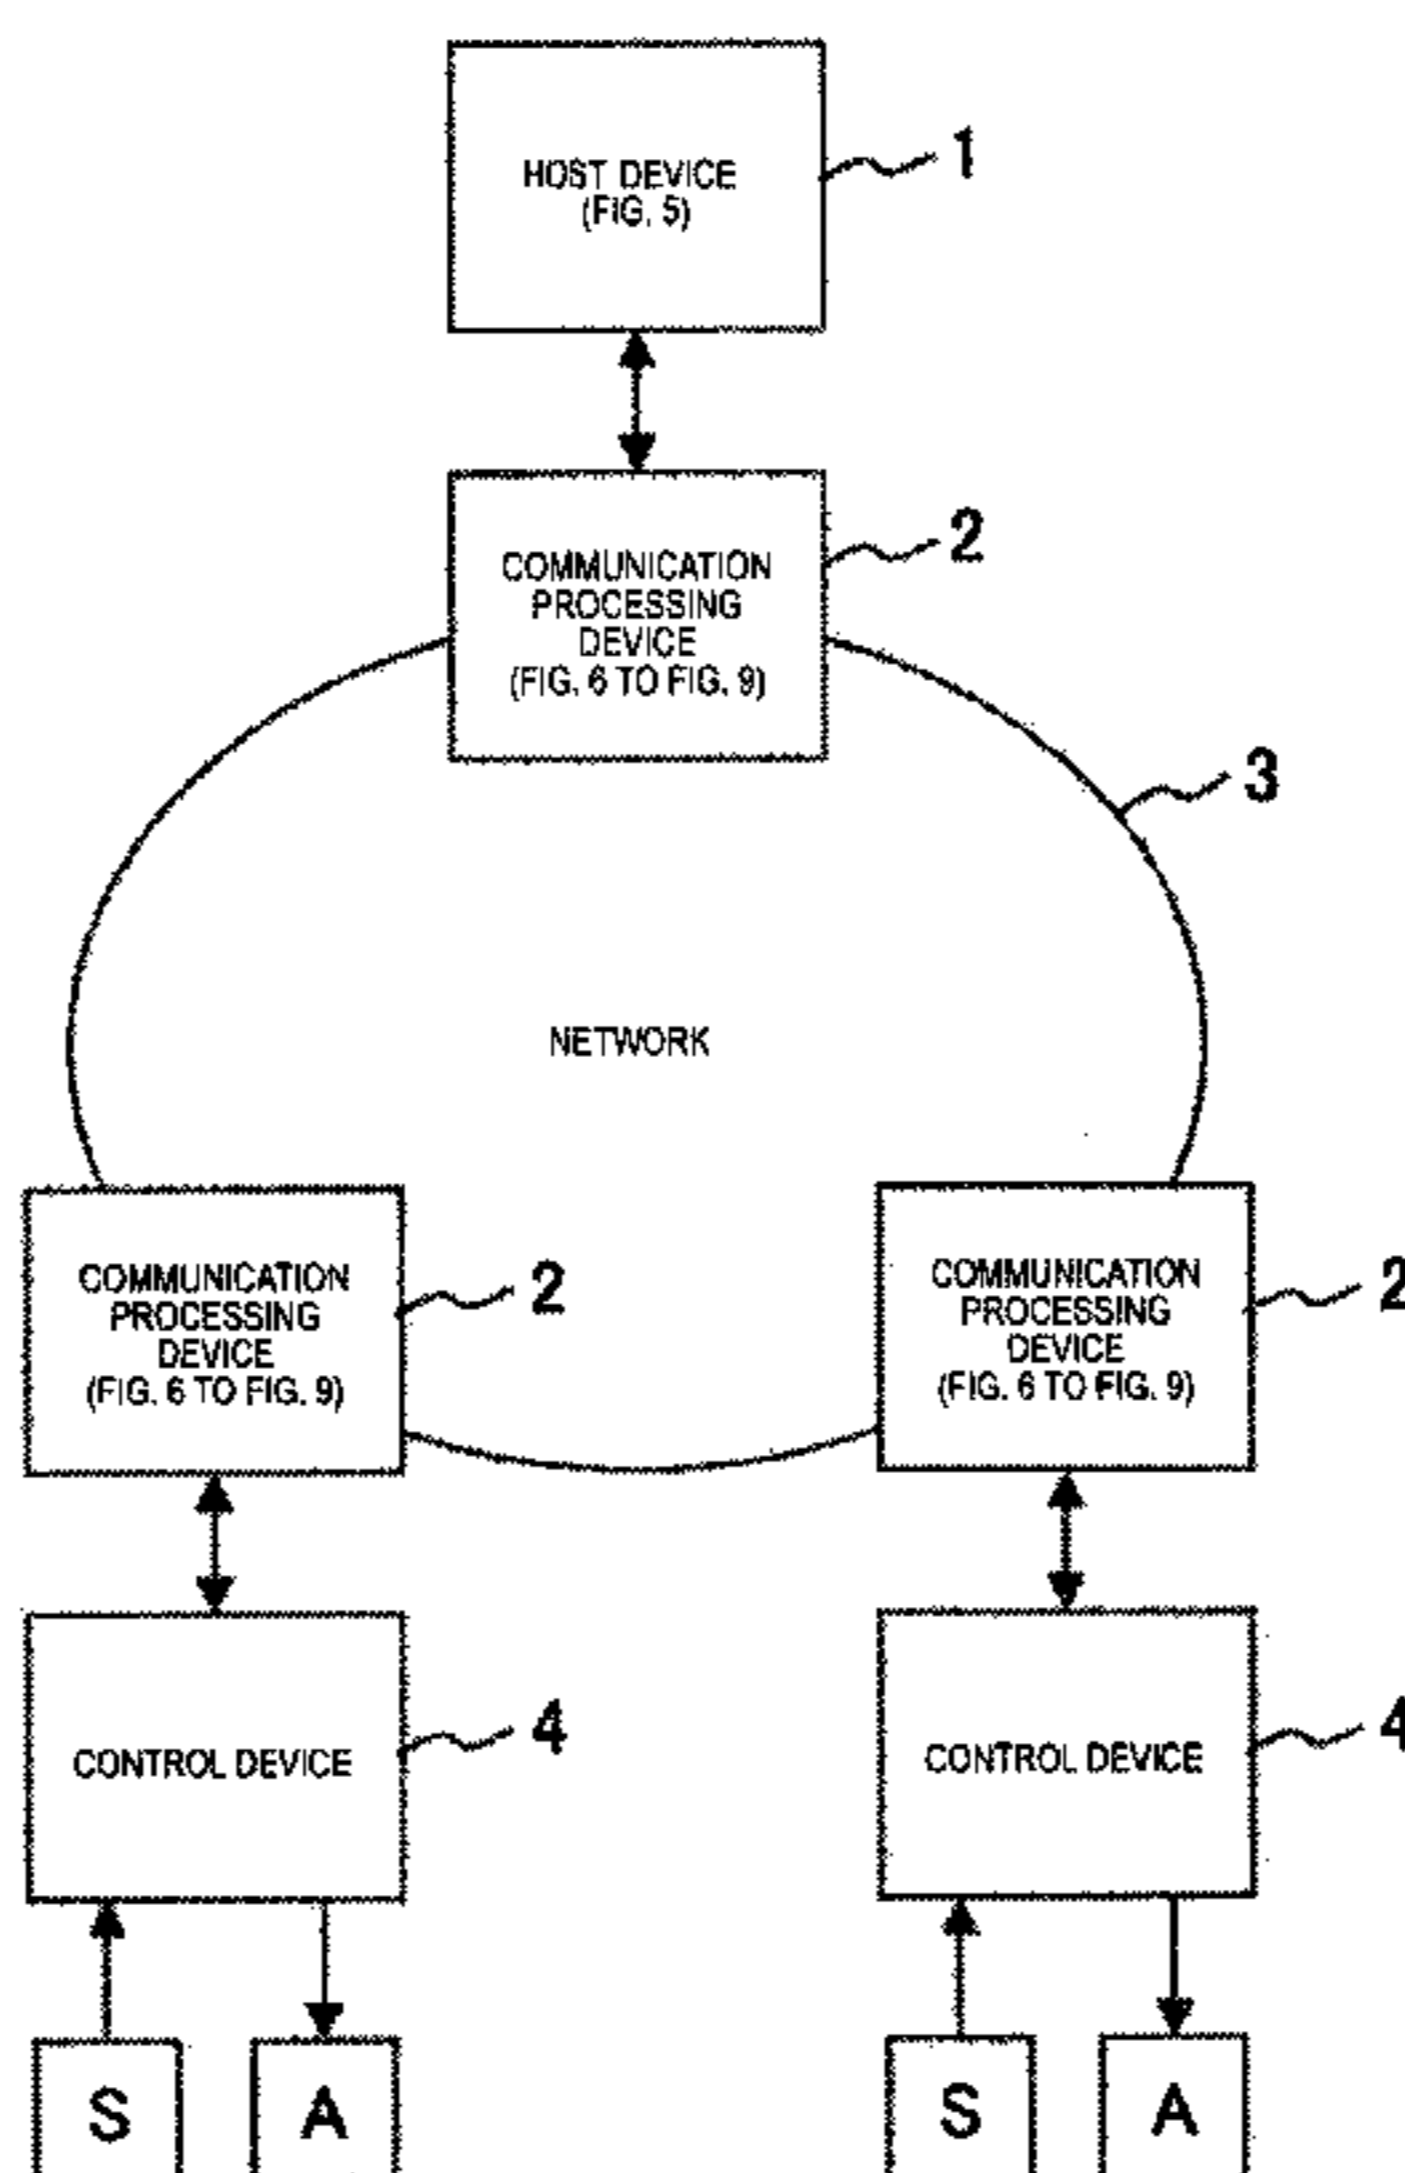 HOST DEVICE
(FIG. 5)
1
COMMUNICATION
PROCESSING
DEVICE
(FIG. 6 TO FIG. 9)
2
3
NETWORK
COMMUNICATION
PROCESSING
DEVICE
(FIG. 6 TO FIG. 9)
2
COMMUNICATION
PROCESSING
DEVICE
(FIG. 6 TO FIG. 9)
2
CONTROL DEVICE
4
CONTROL DEVICE
4
S
A
S
A